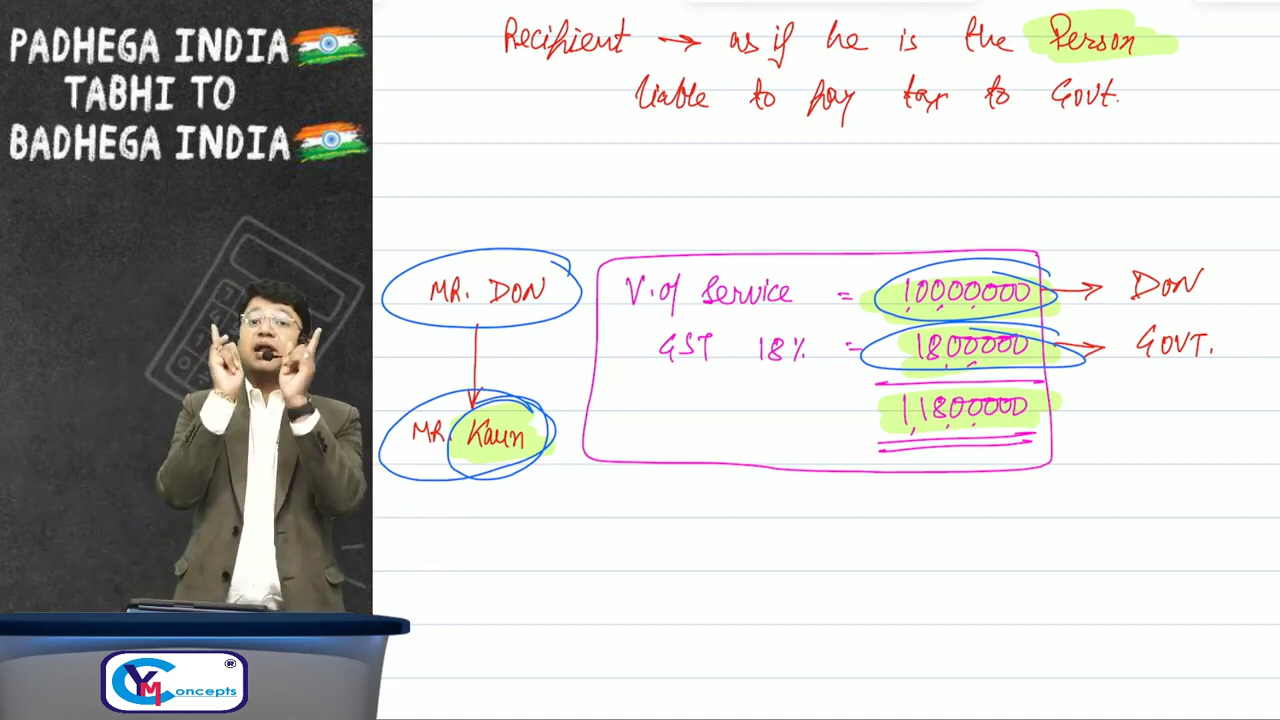 PADHEGA INDIA
TABHI TO
BADHEGA INDIA
Recipient → as if he is the Person
liable to pay tax to Govt.
MR. DON
V. of Service = 10000000 → DON
GST 18% = 1800000 → GOVT.
11800000
MR. Kaun
YM Concepts ®